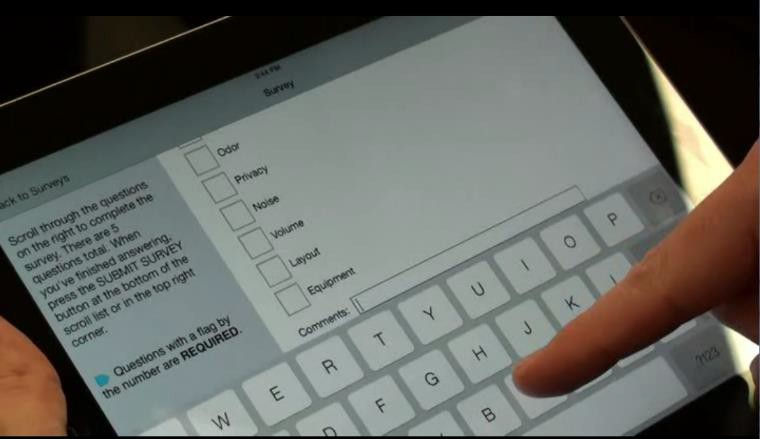 3:44 PM
Survey
ack to Surveys
Scroll through the questions
on the right to complete the
survey. There are 5
questions total. When
you've finished answering,
press the SUBMIT SURVEY
button at the bottom of the
scroll list or in the top right
corner.
Questions with a flag by
the number are REQUIRED.
Odor
Privacy
Noise
Volume
Layout
Equipment
Comments:
W E R T Y U I O P
D F G H J K L
B
.?123